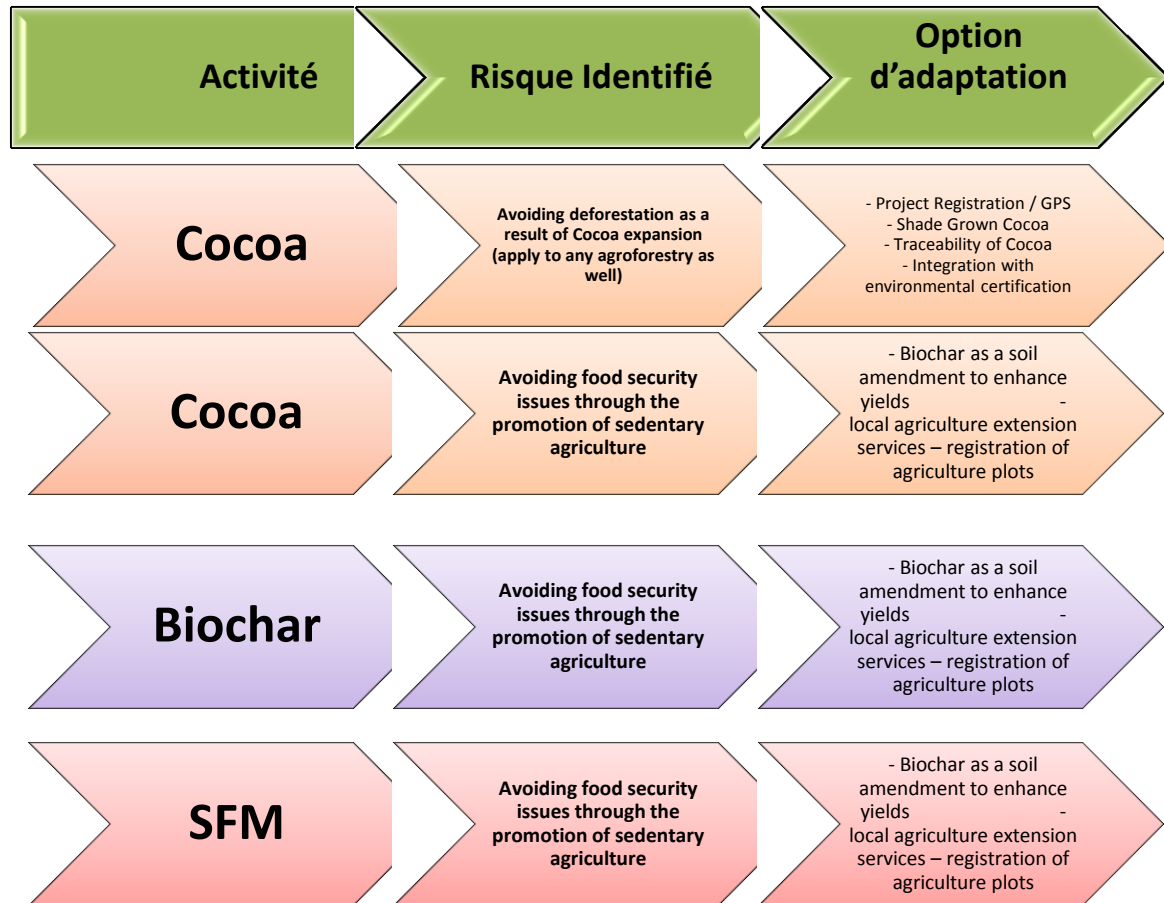 Activité
Risque Identifié
Option
d'adaptation
Cocoa
Avoiding deforestation as a
result of Cocoa expansion
(apply to any agroforestry as
well)
- Project Registration / GPS
- Shade Grown Cocoa
- Traceability of Cocoa
- Integration with
environmental certification
Cocoa
Avoiding food security
issues through the
promotion of sedentary
agriculture
- Biochar as a soil
amendment to enhance
yields -
local agriculture extension
services – registration of
agriculture plots
Biochar
Avoiding food security
issues through the
promotion of sedentary
agriculture
- Biochar as a soil
amendment to enhance
yields -
local agriculture extension
services – registration of
agriculture plots
SFM
Avoiding food security
issues through the
promotion of sedentary
agriculture
- Biochar as a soil
amendment to enhance
yields -
local agriculture extension
services – registration of
agriculture plots